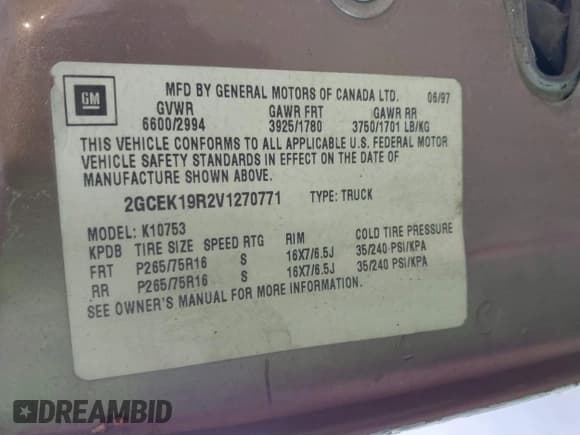 GM
MFD BY GENERAL MOTORS OF CANADA LTD. 06/97
GVWR GAWR FRT GAWR RR
6600/2994 3925/1780 3750/1701 LB/KG
THIS VEHICLE CONFORMS TO ALL APPLICABLE U.S. FEDERAL MOTOR
VEHICLE SAFETY STANDARDS IN EFFECT ON THE DATE OF
MANUFACTURE SHOWN ABOVE.
2GCEK19R2V1270771 TYPE: TRUCK
MODEL: K10753
KPDB TIRE SIZE SPEED RTG RIM COLD TIRE PRESSURE
FRT P265/75R16 S 16X7/6.5J 35/240 PSI/KPA
RR P265/75R16 S 16X7/6.5J 35/240 PSI/KPA
SEE OWNER'S MANUAL FOR MORE INFORMATION.
DREAMBID